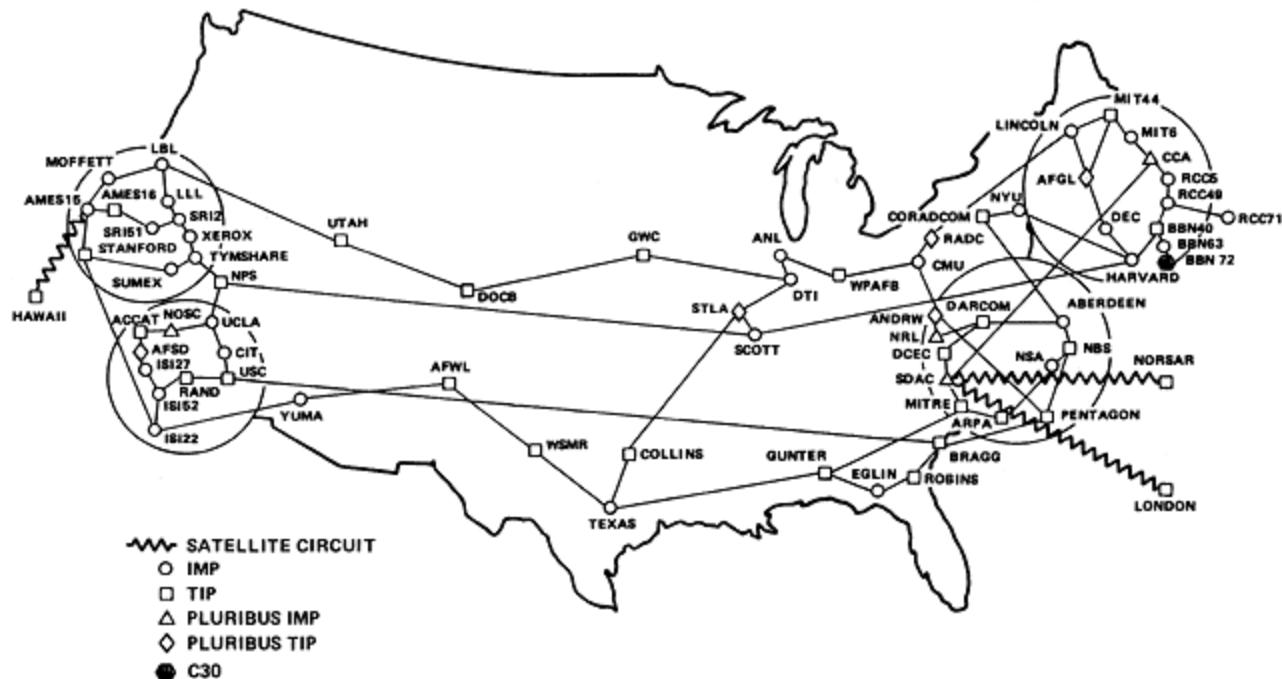 MIT44
LINCOLN
MIT6
CCA
LBL
MOFFETT
AFGL
RCC5
AMES16
LLL
RCC49
AMES15
NYU
DEC
SRI2
CORADCOM
RCC71
SRI51
XEROX
UTAH
GWC
ANL
RADC
BBN40
STANFORD
TYMSHARE
BBN63
CMU
BBN 72
SUMEX
NPS
WPAFB
HARVARD
DOCB
DTI
HAWAII
DARCOM
ABERDEEN
ACCAT
NOSC
UCLA
STLA
ANDRW
NRL
AFSD
SCOTT
DCEC
NSA
NBS
CIT
ISI27
NORSAR
AFWL
SDAC
RAND
USC
ISI52
MITRE
YUMA
ARPA
PENTAGON
ISI22
WSMR
COLLINS
GUNTER
BRAGG
EGLIN
ROBINS
LONDON
TEXAS
SATELLITE CIRCUIT
IMP
TIP
PLURIBUS IMP
PLURIBUS TIP
C30